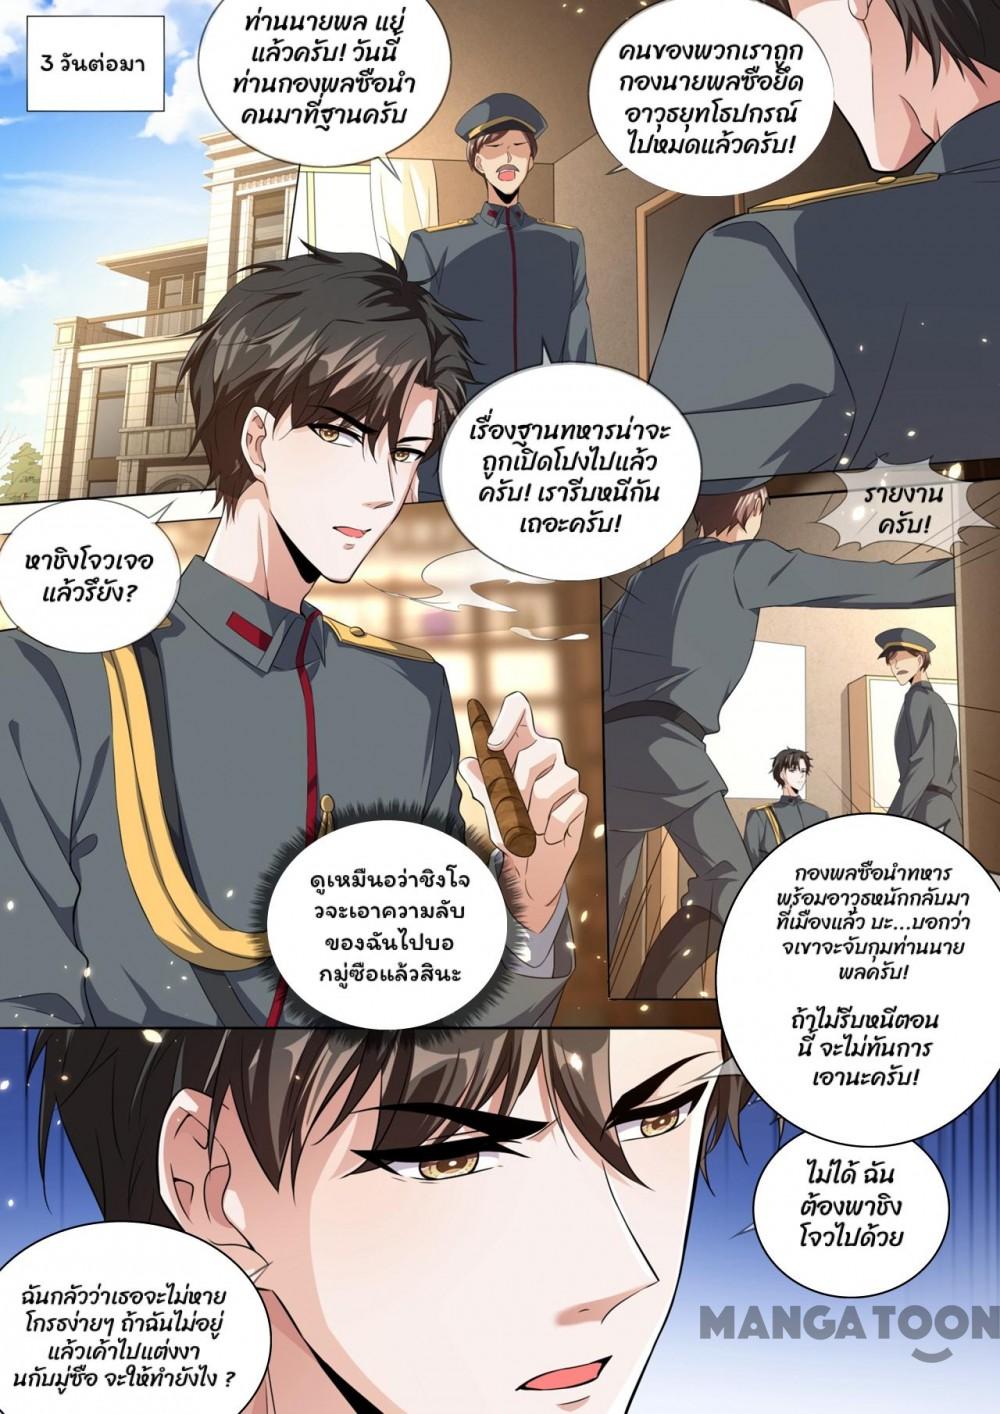 3 วันต่อมา
ท่านนายพล แย่
แล้วครับ! วันนี้
ท่านกองพลซือนำ
คนมาที่ฐานครับ
คนของพวกเราถูก
กองนายพลซือยึด
อาวุธยุทโธปกรณ์
ไปหมดแล้วครับ!
เรื่องฐานทหารน่าจะ
ถูกเปิดโปงไปแล้ว
ครับ! เรารีบหนีกัน
เถอะครับ!
หาชิงโจวเจอ
แล้วรึยัง?
รายงาน
ครับ!
ดูเหมือนอว่าชิงโจ
วจะเอาความลับ
ของฉันไปบอ
กมู่ซือแล้วสินะ
กองพลซือนำทหาร
พร้อมอาวุธหนักกลับมา
ที่เมืองแล้ว บะ...บอกว่า
จเขาจะจับกุมท่านนาย
พลครับ!
ถ้าไม่รีบหนีตอน
นี้ จะไม่ทันการ
เอานะครับ!
ไม่ได้ ฉัน
ต้องพาชิง
โจวไปด้วย
ฉันกลัวว่าเธอจะไม่หาย
โกรธง่ายๆ ถ้าฉันไม่อยู่
แล้วเค้าไปแต่งงา
นกับมู่ซือ จะให้ทำยังไง ?
MANGATOON